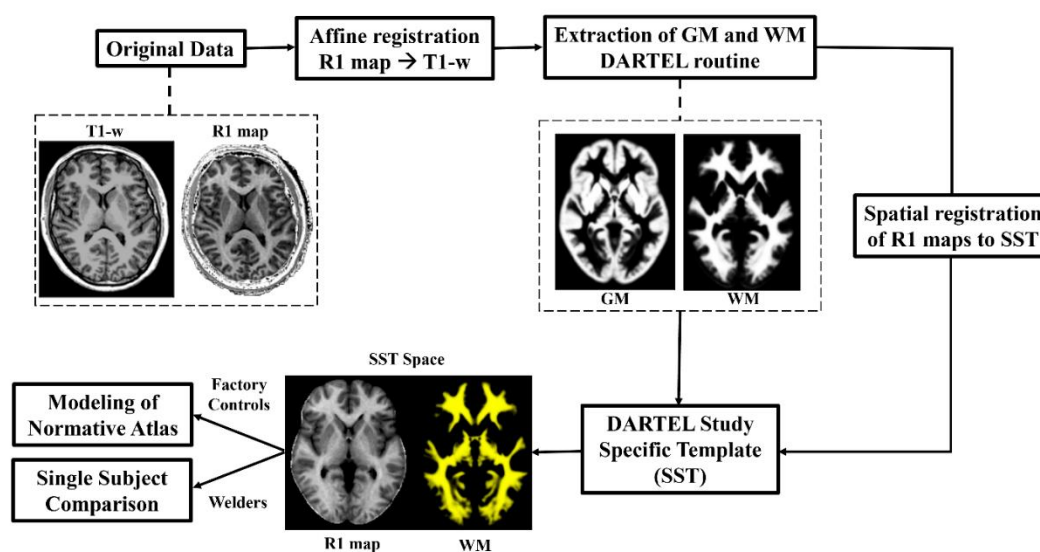 Original Data
Affine registration
R1 map → T1-w
Extraction of GM and WM
DARTEL routine
T1-w
R1 map
GM
WM
Spatial registration
of R1 maps to SST
SST Space
Factory
Controls
Modeling of
Normative Atlas
Single Subject
Comparison
Welders
R1 map
WM
DARTEL Study
Specific Template
(SST)